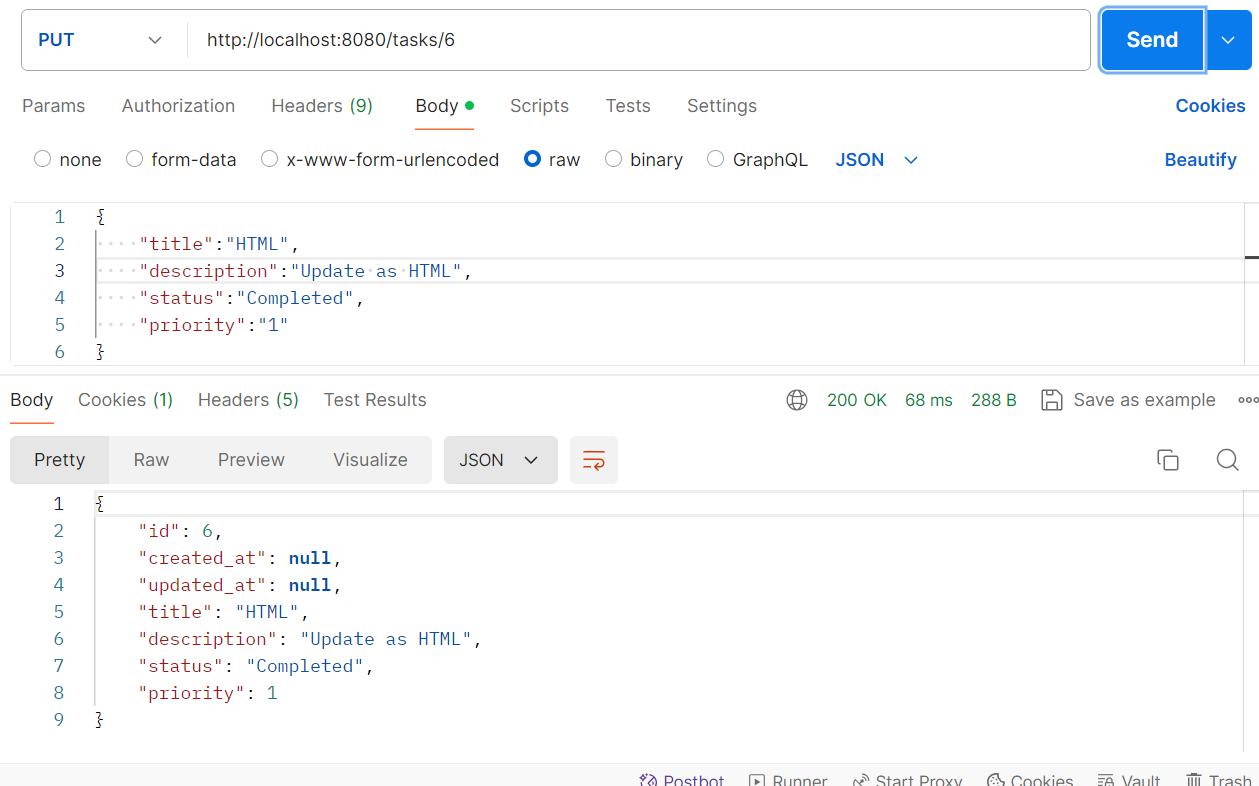 PUT http://localhost:8080/tasks/6 Send
Params Authorization Headers (9) Body Scripts Tests Settings Cookies
none form-data x-www-form-urlencoded raw binary GraphQL JSON Beautify
1 {
2 "title":"HTML",
3 "description":"Update as HTML",
4 "status":"Completed",
5 "priority":"1"
6 }
Body Cookies (1) Headers (5) Test Results 200 OK 68 ms 288 B Save as example
Pretty Raw Preview Visualize JSON
1 {
2 "id": 6,
3 "created_at": null,
4 "updated_at": null,
5 "title": "HTML",
6 "description": "Update as HTML",
7 "status": "Completed",
8 "priority": 1
9 }
Postbot Runner Start Proxy Cookies Vault Trash